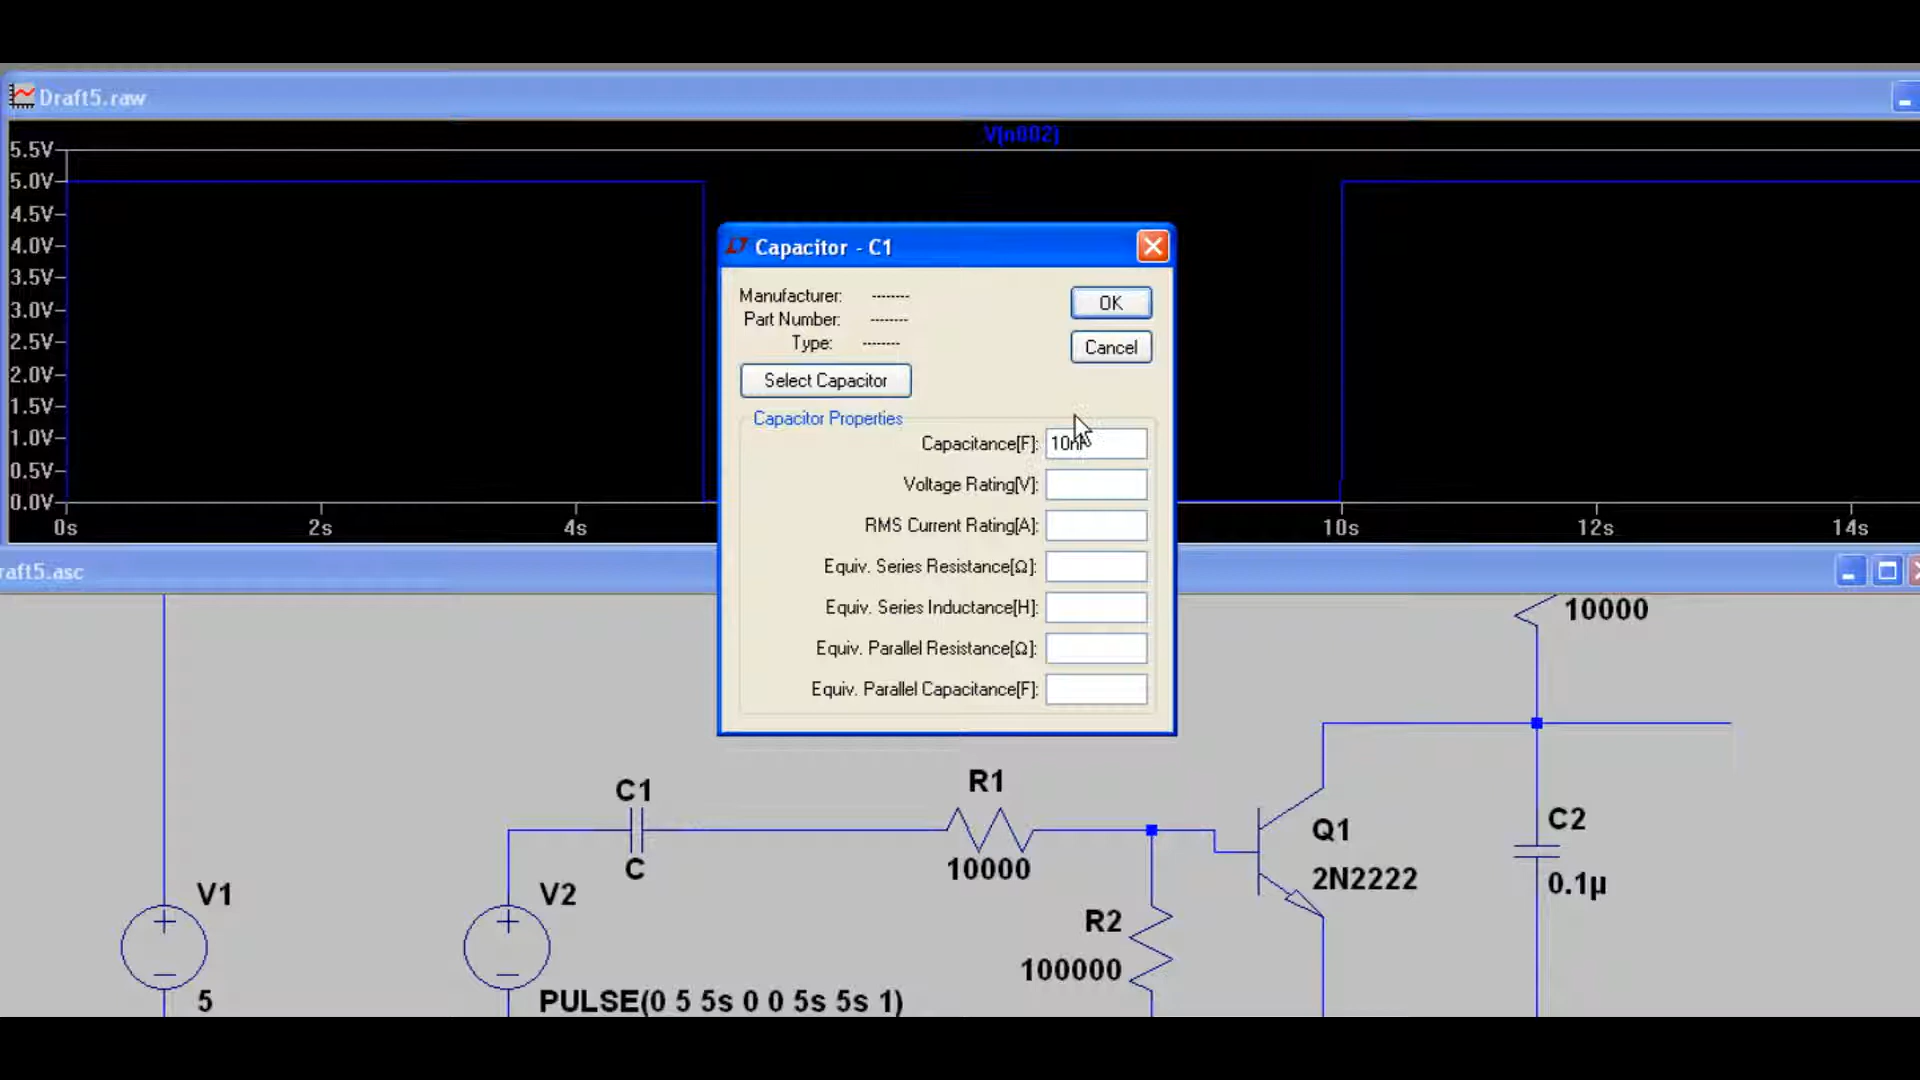 Draft5.raw
V[n002]
5.5V
5.0V
4.5V
4.0V
3.5V
3.0V
2.5V
2.0V
1.5V
1.0V
0.5V
0.0V
0s
2s
4s
10s
12s
14s
Capacitor - C1
Manufacturer: --------
Part Number: --------
Type: --------
OK
Cancel
Select Capacitor
Capacitor Properties
Capacitance[F]:
Voltage Rating[V]:
RMS Current Rating[A]:
Equiv. Series Resistance[Ω]:
Equiv. Series Inductance[H]:
Equiv. Parallel Resistance[Ω]:
Equiv. Parallel Capacitance[F]:
raft5.asc
10000
C1
C
R1
10000
Q1
2N2222
C2
0.1µ
V1
5
V2
PULSE(0 5 5s 0 0 5s 5s 1)
R2
100000